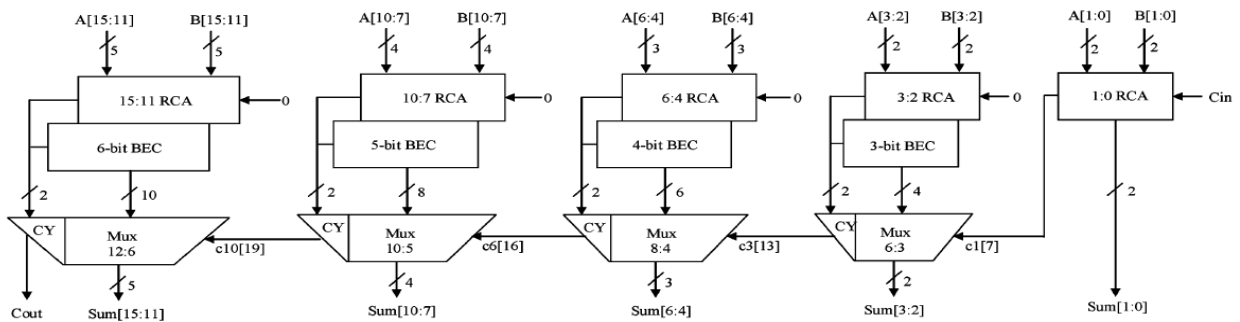 A[15:11] B[15:11] A[10:7] B[10:7] A[6:4] B[6:4] A[3:2] B[3:2] A[1:0] B[1:0]
5 5 4 4 3 3 2 2 2 2
15:11 RCA 0 10:7 RCA 0 6:4 RCA 0 3:2 RCA 0 1:0 RCA Cin
6-bit BEC 5-bit BEC 4-bit BEC 3-bit BEC
2 10 2 8 2 6 2 4 2
CY Mux CY Mux CY Mux CY Mux
12:6 c10[19] 10:5 c6[16] 8:4 c3[13] 6:3 c1[7]
5 4 3 2
Cout Sum[15:11] Sum[10:7] Sum[6:4] Sum[3:2] Sum[1:0]